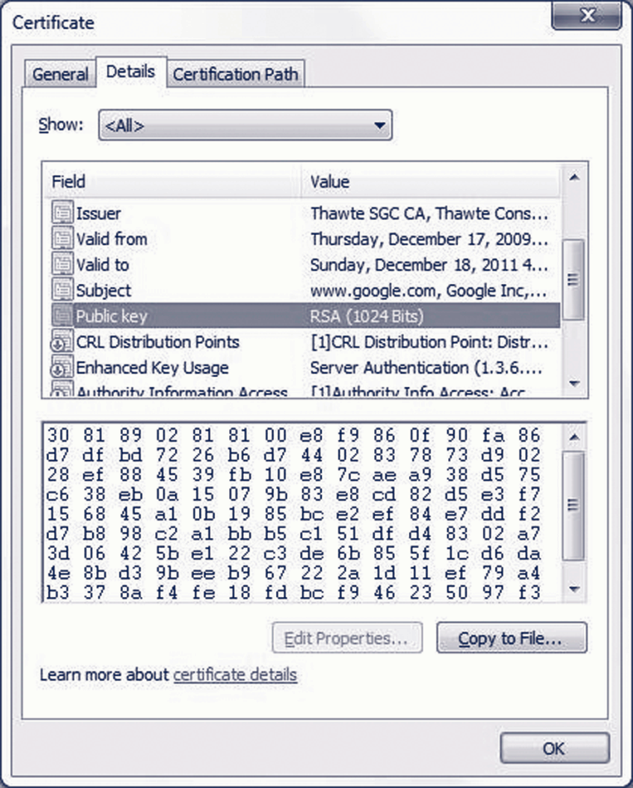 Certificate
General Details Certification Path
Show: <All>
Field Value
Issuer Thawte SGC CA, Thawte Cons...
Valid from Thursday, December 17, 2009...
Valid to Sunday, December 18, 2011 4...
Subject www.google.com, Google Inc,...
Public key RSA (1024 Bits)
CRL Distribution Points [1]CRL Distribution Point: Distr...
Enhanced Key Usage Server Authentication (1.3.6....
Authority Information Access [1]Authority Info Access: Acc
30 81 89 02 81 81 00 e8 f9 86 0f 90 fa 86
d7 df bd 72 26 b6 d7 44 02 83 78 73 d9 02
28 ef 88 45 39 fb 10 e8 7c ae a9 38 d5 75
c6 38 eb 0a 15 07 9b 83 e8 cd 82 d5 e3 f7
15 68 45 a1 0b 19 85 bc e2 ef 84 e7 dd f2
d7 b8 98 c2 a1 bb b5 c1 51 df d4 83 02 a7
3d 06 42 5b e1 22 c3 de 6b 85 5f 1c d6 da
4e 8b d3 9b ee b9 67 22 2a 1d 11 ef 79 a4
b3 37 8a f4 fe 18 fd bc f9 46 23 50 97 f3
Edit Properties... Copy to File...
Learn more about certificate details
OK